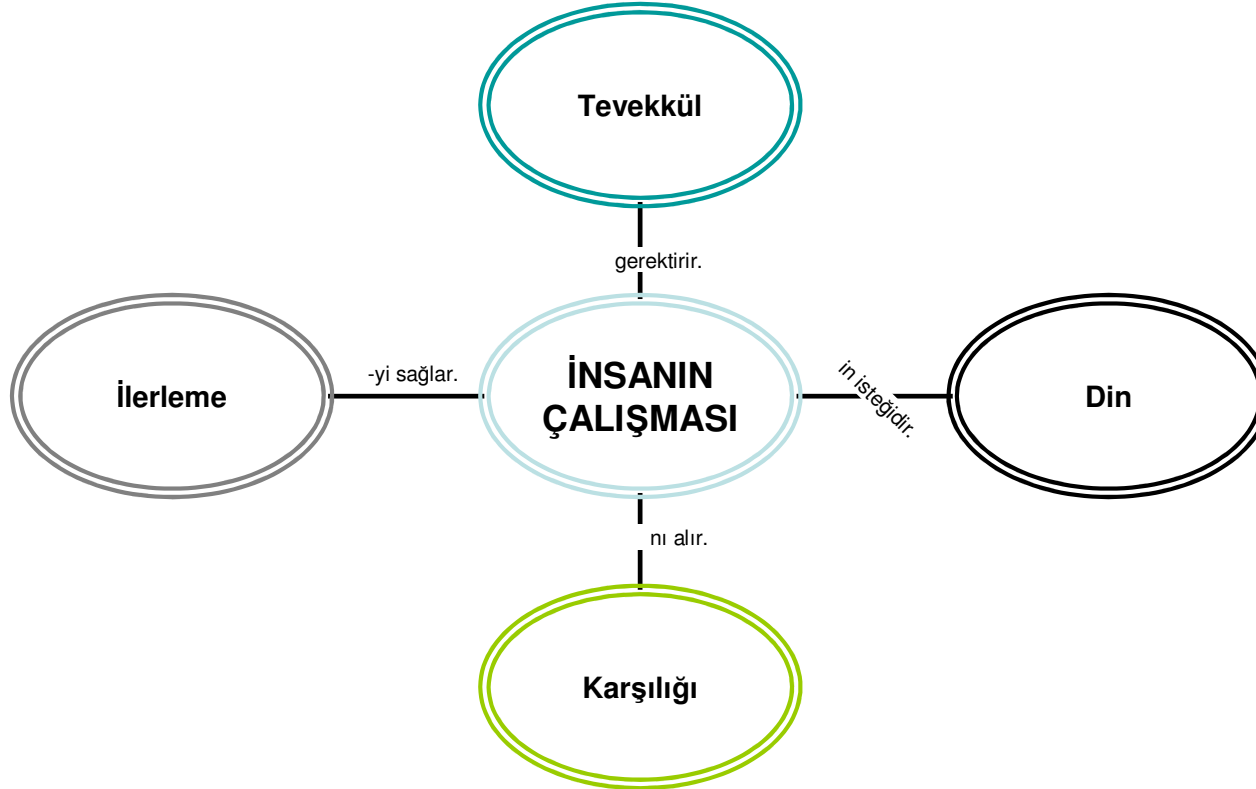 Tevekkül
gerektirir.
İlerleme
-yi sağlar.
İNSANIN
ÇALIŞMASI
in isteğidir.
Din
nı alır.
Karşılığı